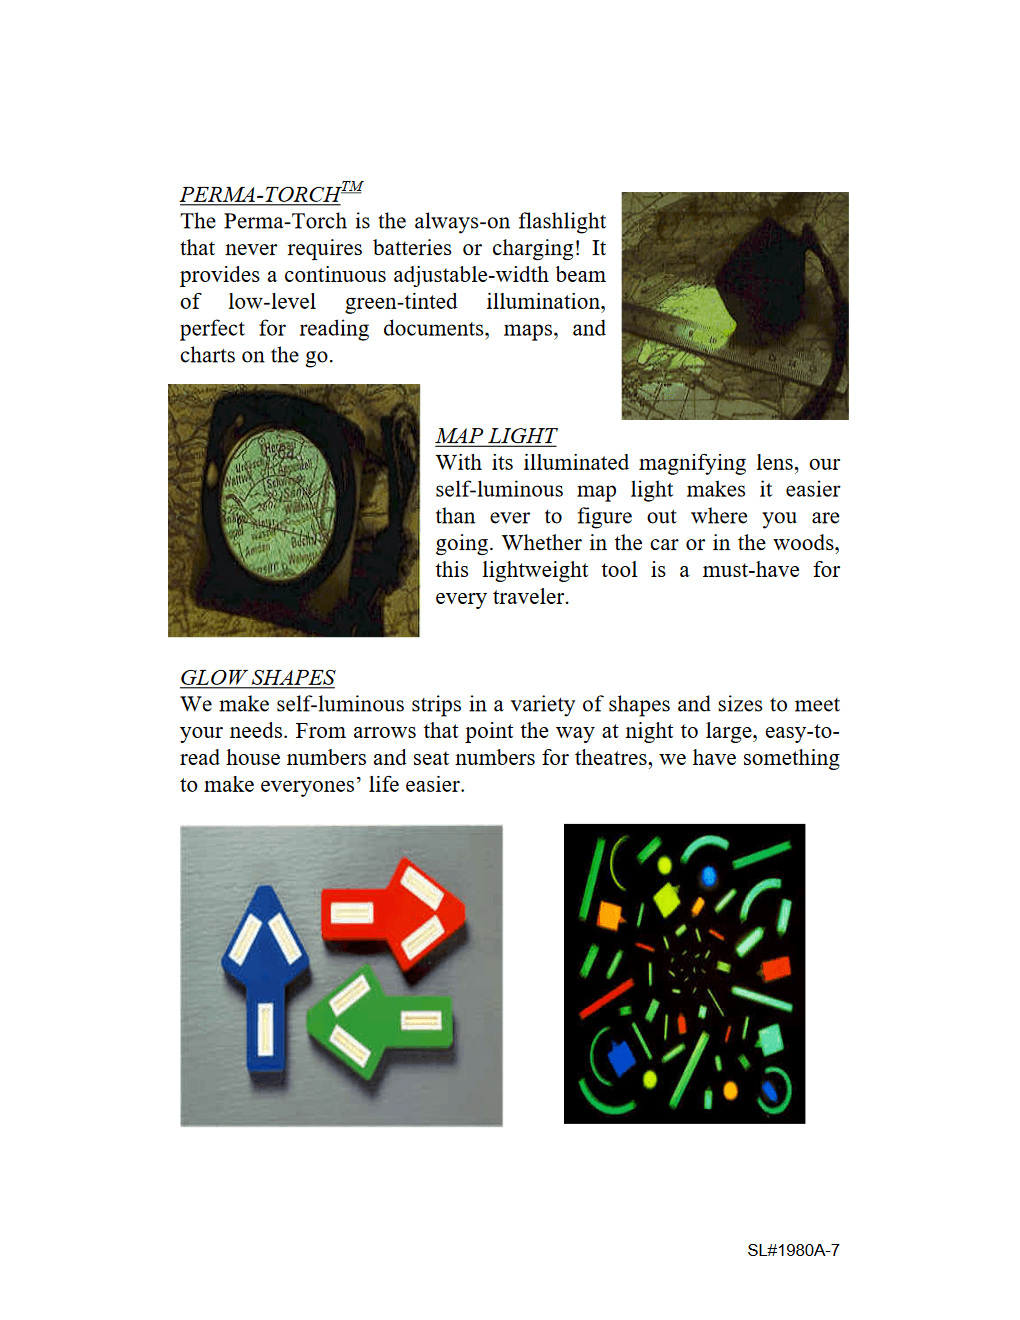 PERMA-TORCH™
The Perma-Torch is the always-on flashlight
that never requires batteries or charging! It
provides a continuous adjustable-width beam
of low-level green-tinted illumination,
perfect for reading documents, maps, and
charts on the go.
MAP LIGHT
With its illuminated magnifying lens, our
self-luminous map light makes it easier
than ever to figure out where you are
going. Whether in the car or in the woods,
this lightweight tool is a must-have for
every traveler.
GLOW SHAPES
We make self-luminous strips in a variety of shapes and sizes to meet
your needs. From arrows that point the way at night to large, easy-to-
read house numbers and seat numbers for theatres, we have something
to make everyones’ life easier.
SL#1980A-7